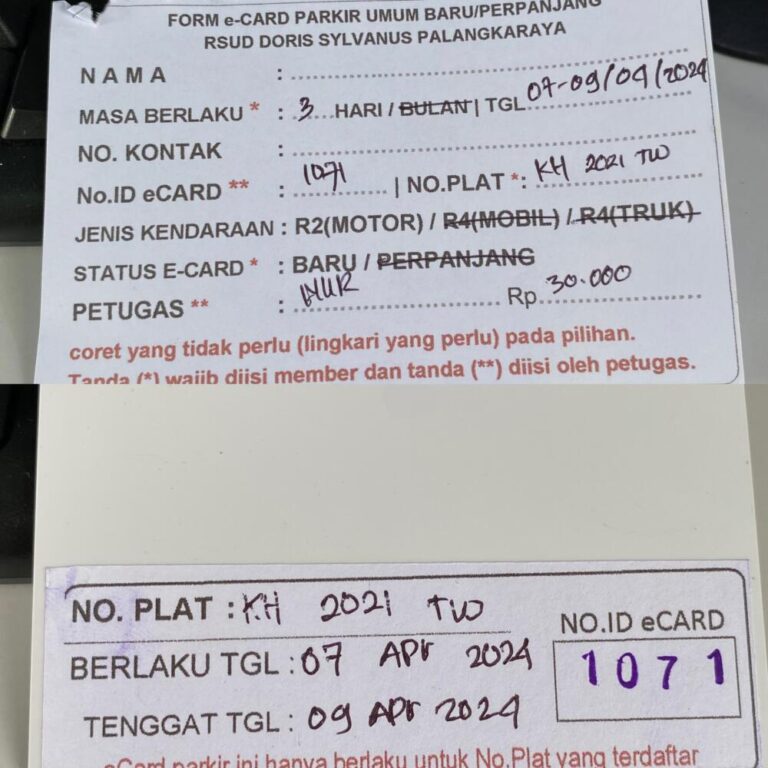 FORM e-CARD PARKIR UMUM BARU/PERPANJANG
RSUD DORIS SYLVANUS PALANGKARAYA
NAMA :
MASA BERLAKU * : 3 HARI / BULAN | TGL 07-09/04/2024
NO. KONTAK :
No.ID eCARD ** : 1071 | NO.PLAT *: KH 2021 TW
JENIS KENDARAAN : R2(MOTOR) / R4(MOBIL) / R4(TRUK)
STATUS E-CARD * : BARU / PERPANJANG
PETUGAS ** : Rp 30.000
coret yang tidak perlu (lingkari yang perlu) pada pilihan.
Tanda (*) wajib diisi member dan tanda (**) diisi oleh petugas.
NO. PLAT : KH 2021 TW
NO.ID eCARD
BERLAKU TGL : 07 APr 2024
1071
TENGGAT TGL : 09 APr 2024
eCard parkir ini hanya berlaku untuk No.Plat yang terdaftar